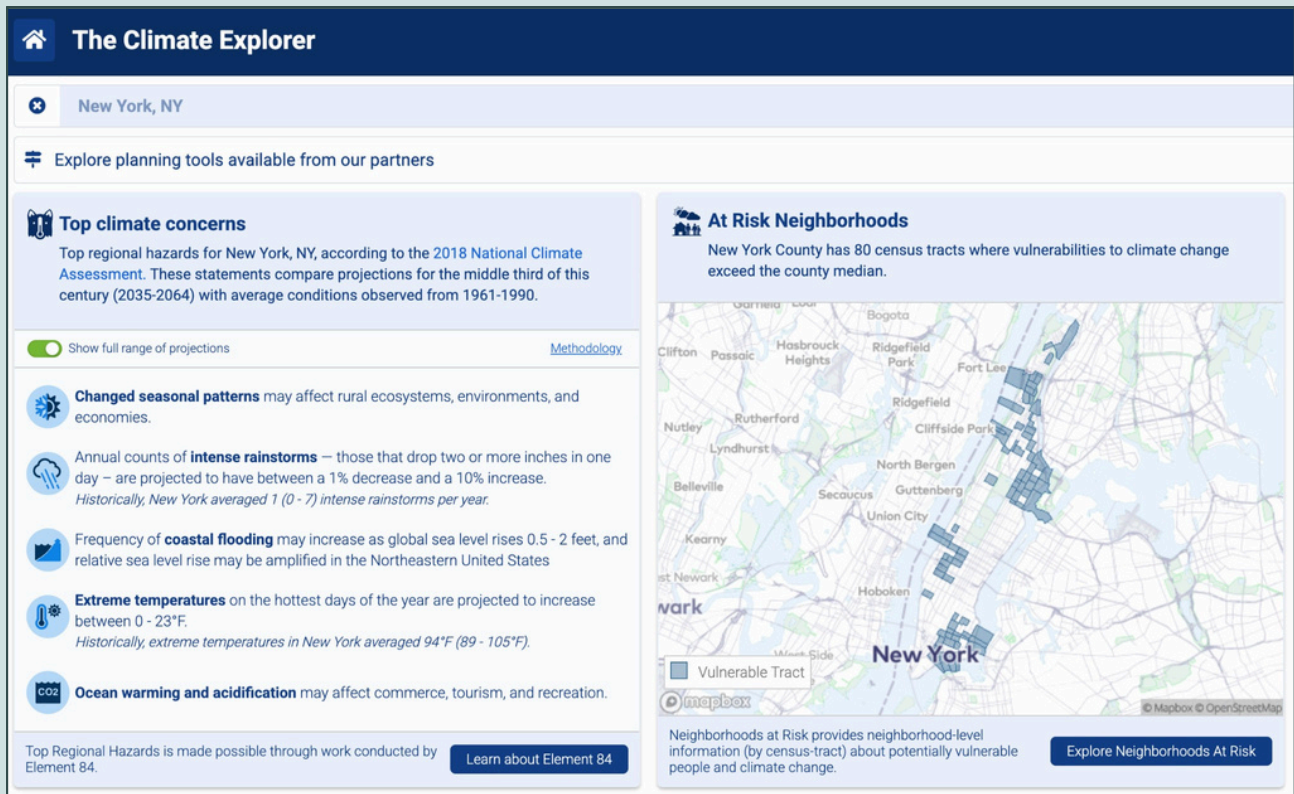 The Climate Explorer
New York, NY
Explore planning tools available from our partners
Top climate concerns
Top regional hazards for New York, NY, according to the 2018 National Climate
Assessment. These statements compare projections for the middle third of this
century (2035-2064) with average conditions observed from 1961-1990.
Show full range of projections
Methodology
Changed seasonal patterns may affect rural ecosystems, environments, and
economies.
Annual counts of intense rainstorms — those that drop two or more inches in one
day – are projected to have between a 1% decrease and a 10% increase.
Historically, New York averaged 1 (0 - 7) intense rainstorms per year.
Frequency of coastal flooding may increase as global sea level rises 0.5 - 2 feet, and
relative sea level rise may be amplified in the Northeastern United States
Extreme temperatures on the hottest days of the year are projected to increase
between 0 - 23°F.
Historically, extreme temperatures in New York averaged 94°F (89 - 105°F).
CO2
Ocean warming and acidification may affect commerce, tourism, and recreation.
Top Regional Hazards is made possible through work conducted by
Element 84.
Learn about Element 84
At Risk Neighborhoods
New York County has 80 census tracts where vulnerabilities to climate change
exceed the county median.
Garfield
Bogota
Clifton
Passaic
Hasbrouck
Heights
Ridgefield
Park
Fort Lee
Ridgefield
Rutherford
Nutley
Cliffside Park
Lyndhurst
North Bergen
Belleville
Secaucus
Guttenberg
Union City
Kearny
st Newark
Hoboken
wark
West Side
New York
Vulnerable Tract
mapbox
© Mapbox © OpenStreetMap
Neighborhoods at Risk provides neighborhood-level
information (by census-tract) about potentially vulnerable
people and climate change.
Explore Neighborhoods At Risk